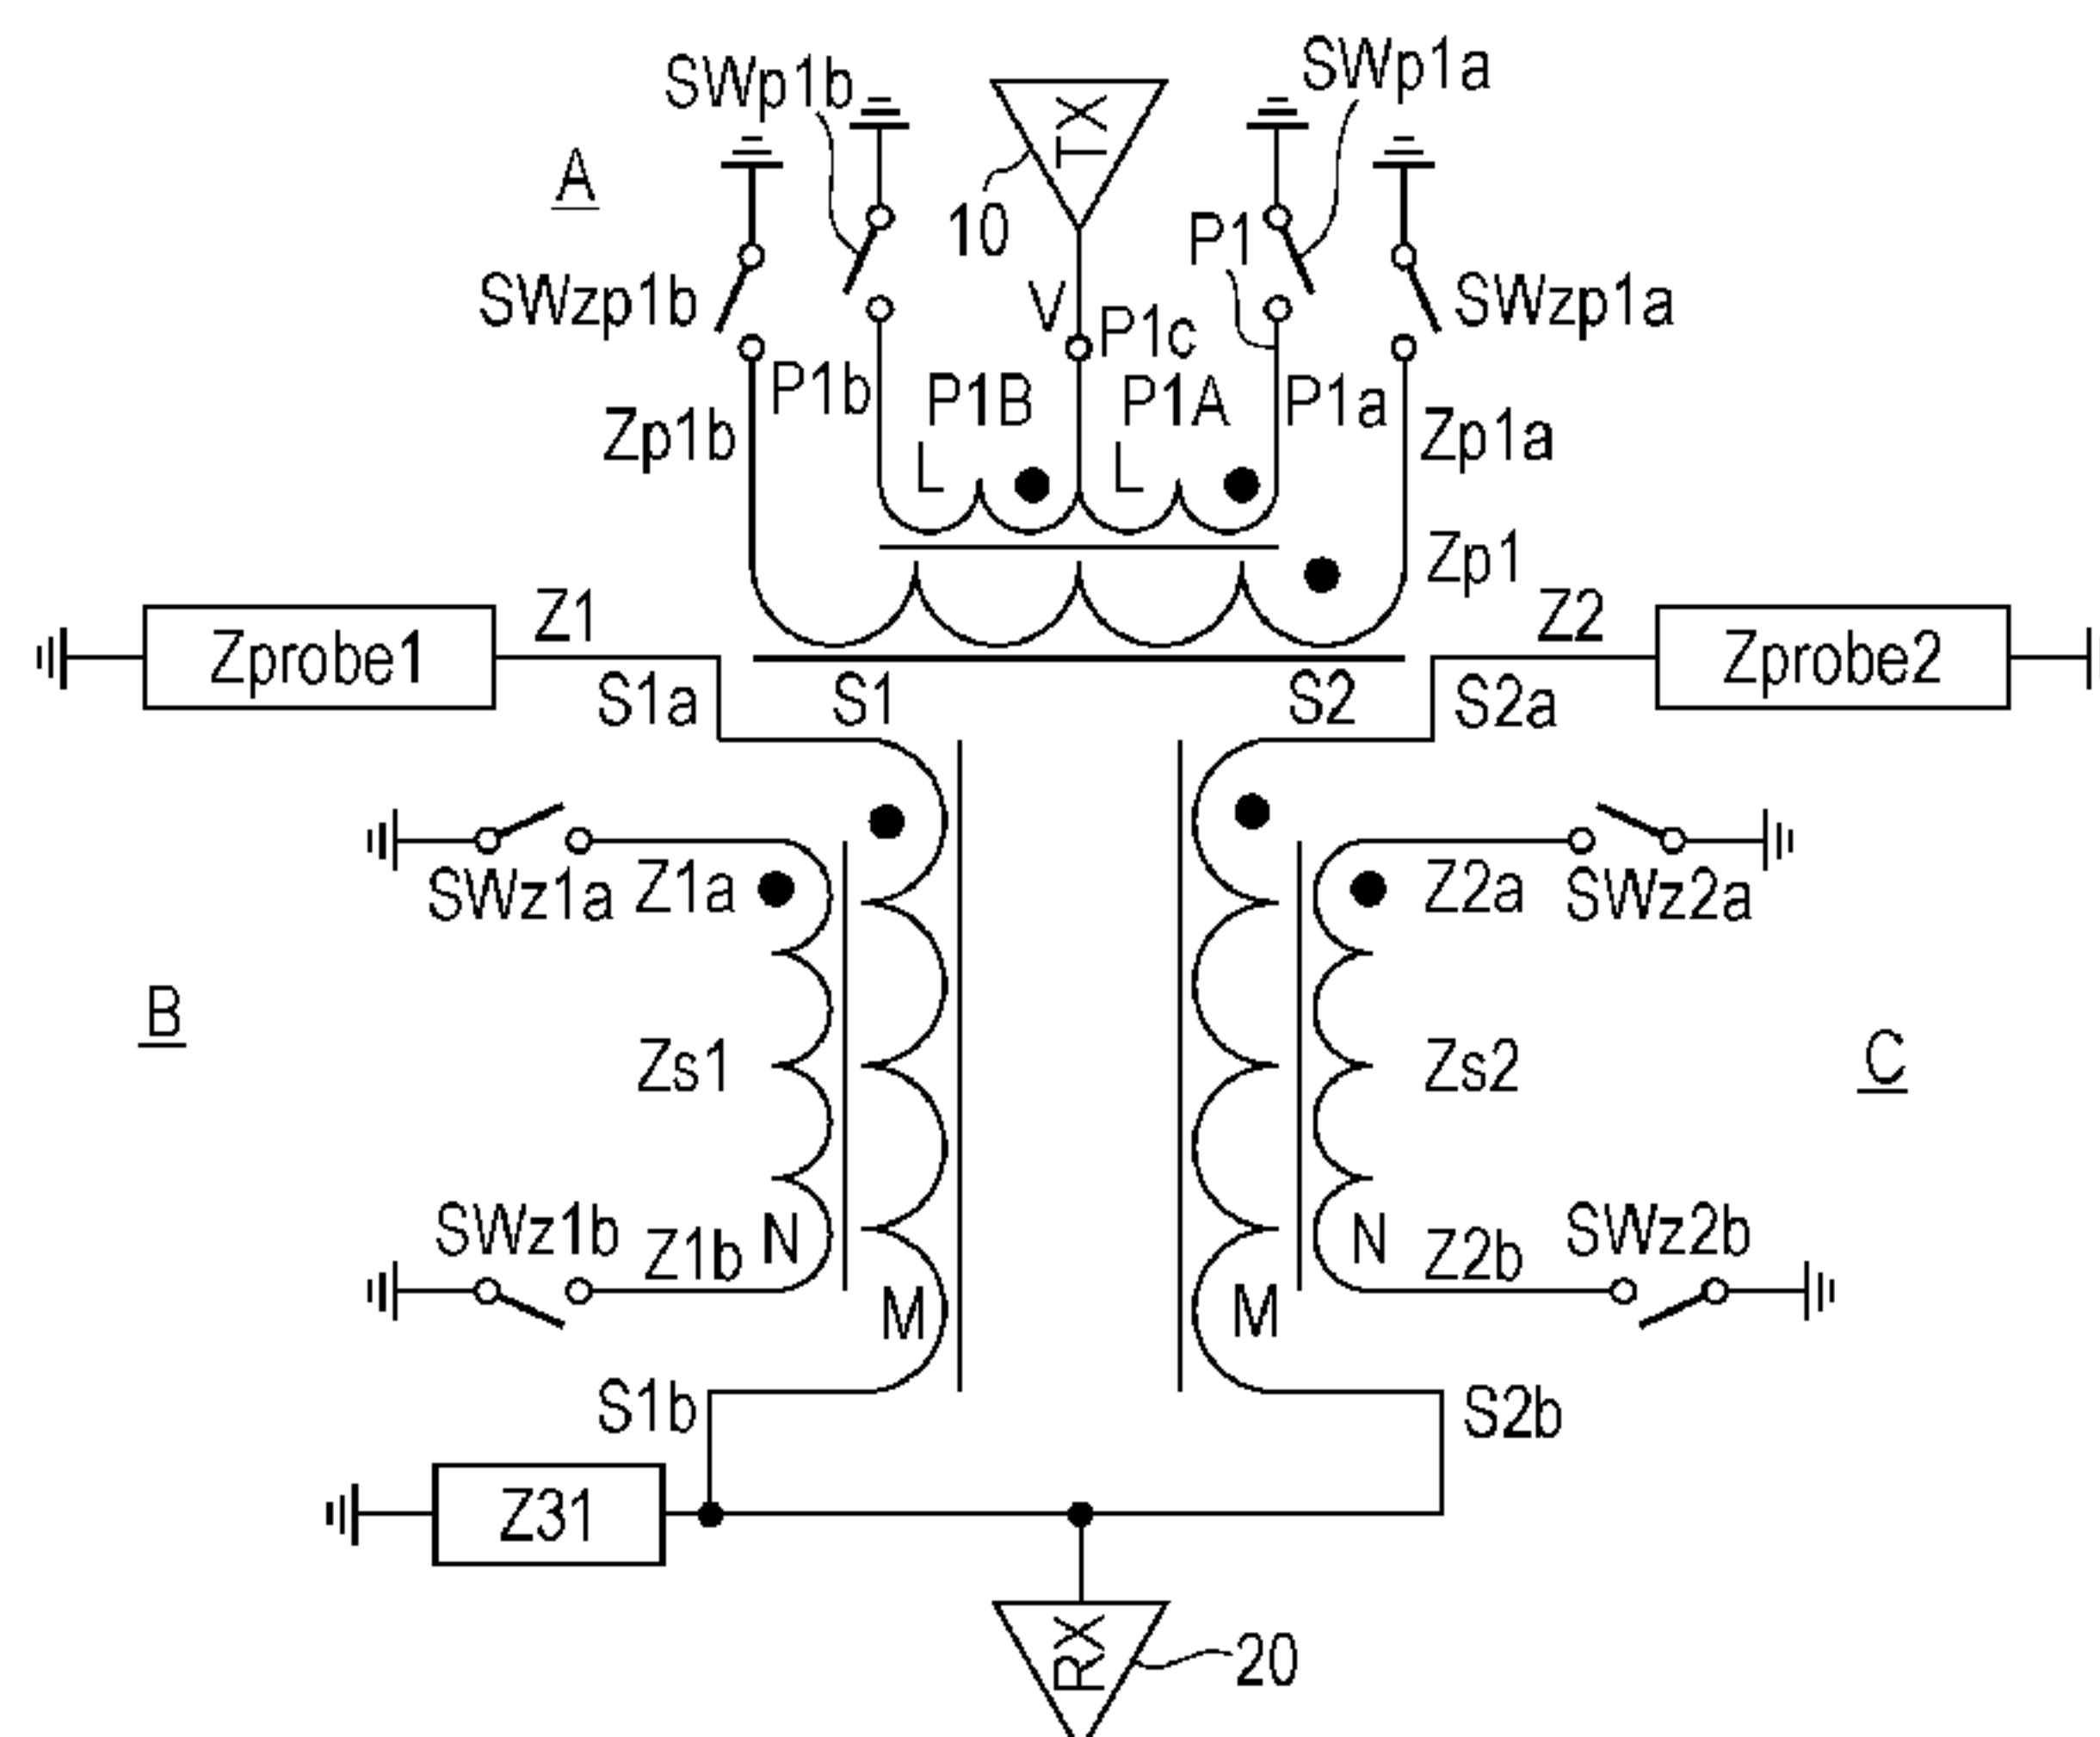 SWp1b
SWp1a
TX
A
10
P1
SWzp1b
SWzp1a
V
P1c
P1b
P1B
P1A
P1a
Zp1b
Zp1a
L
L
Zp1
Z1
Z2
Zprobe1
Zprobe2
S1a
S1
S2
S2a
SWz1a
Z1a
Z2a
SWz2a
B
Zs1
Zs2
C
SWz1b
Z1b
N
N
Z2b
SWz2b
M
M
S1b
S2b
Z31
RX
20